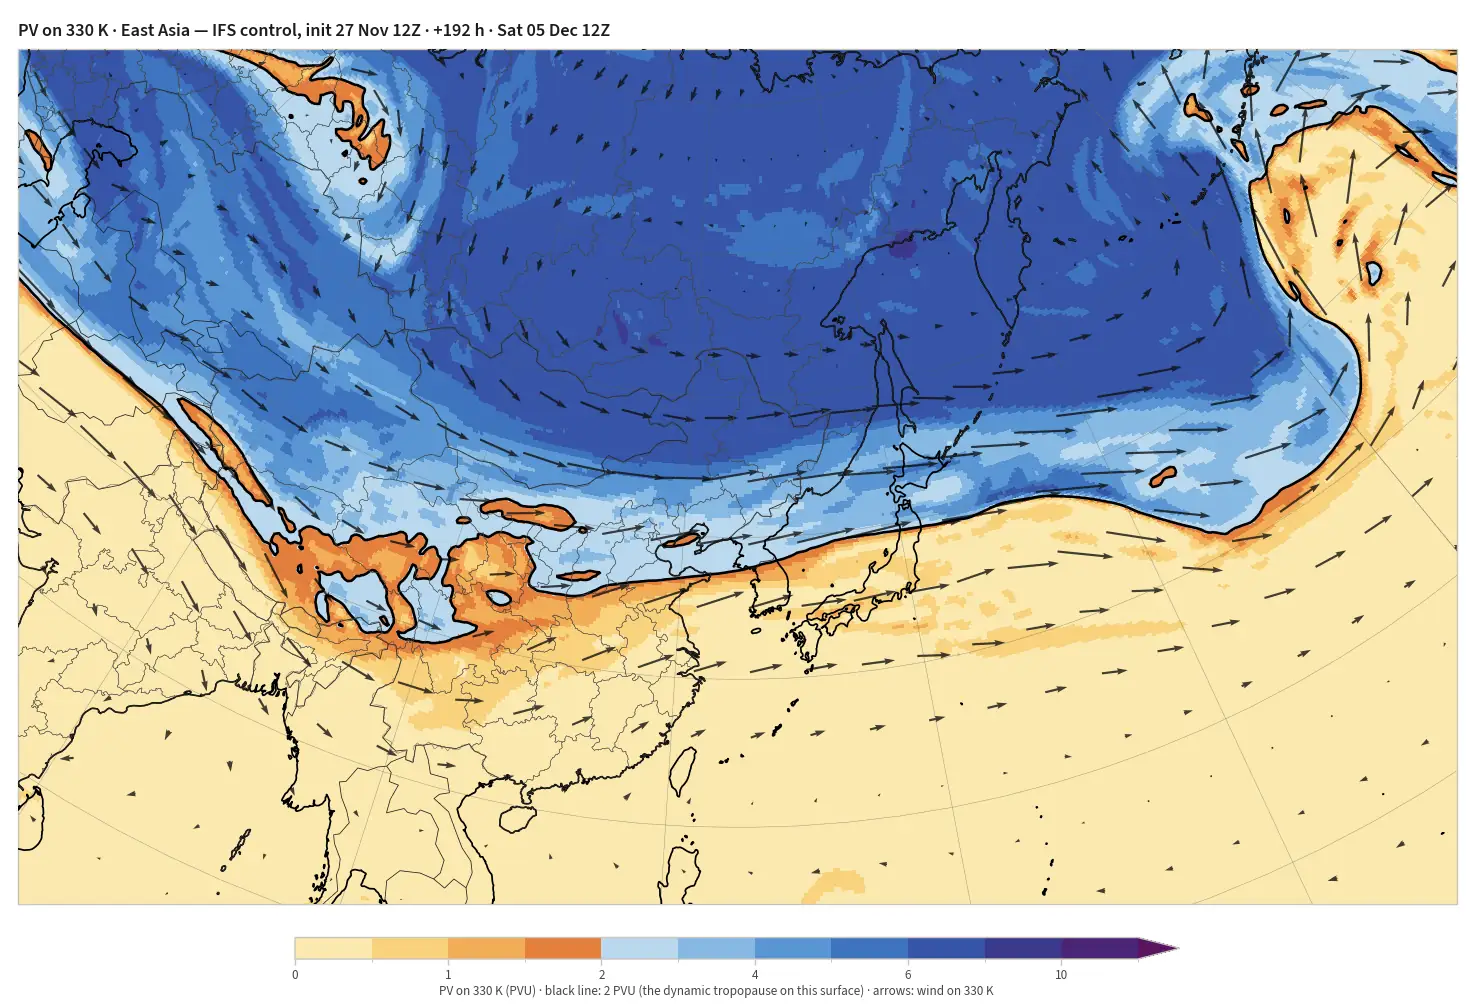 PV on 330 K · East Asia — IFS control, init 27 Nov 12Z · +192 h · Sat 05 Dec 12Z
0 1 2 4 6 10
PV on 330 K (PVU) · black line: 2 PVU (the dynamic tropopause on this surface) · arrows: wind on 330 K